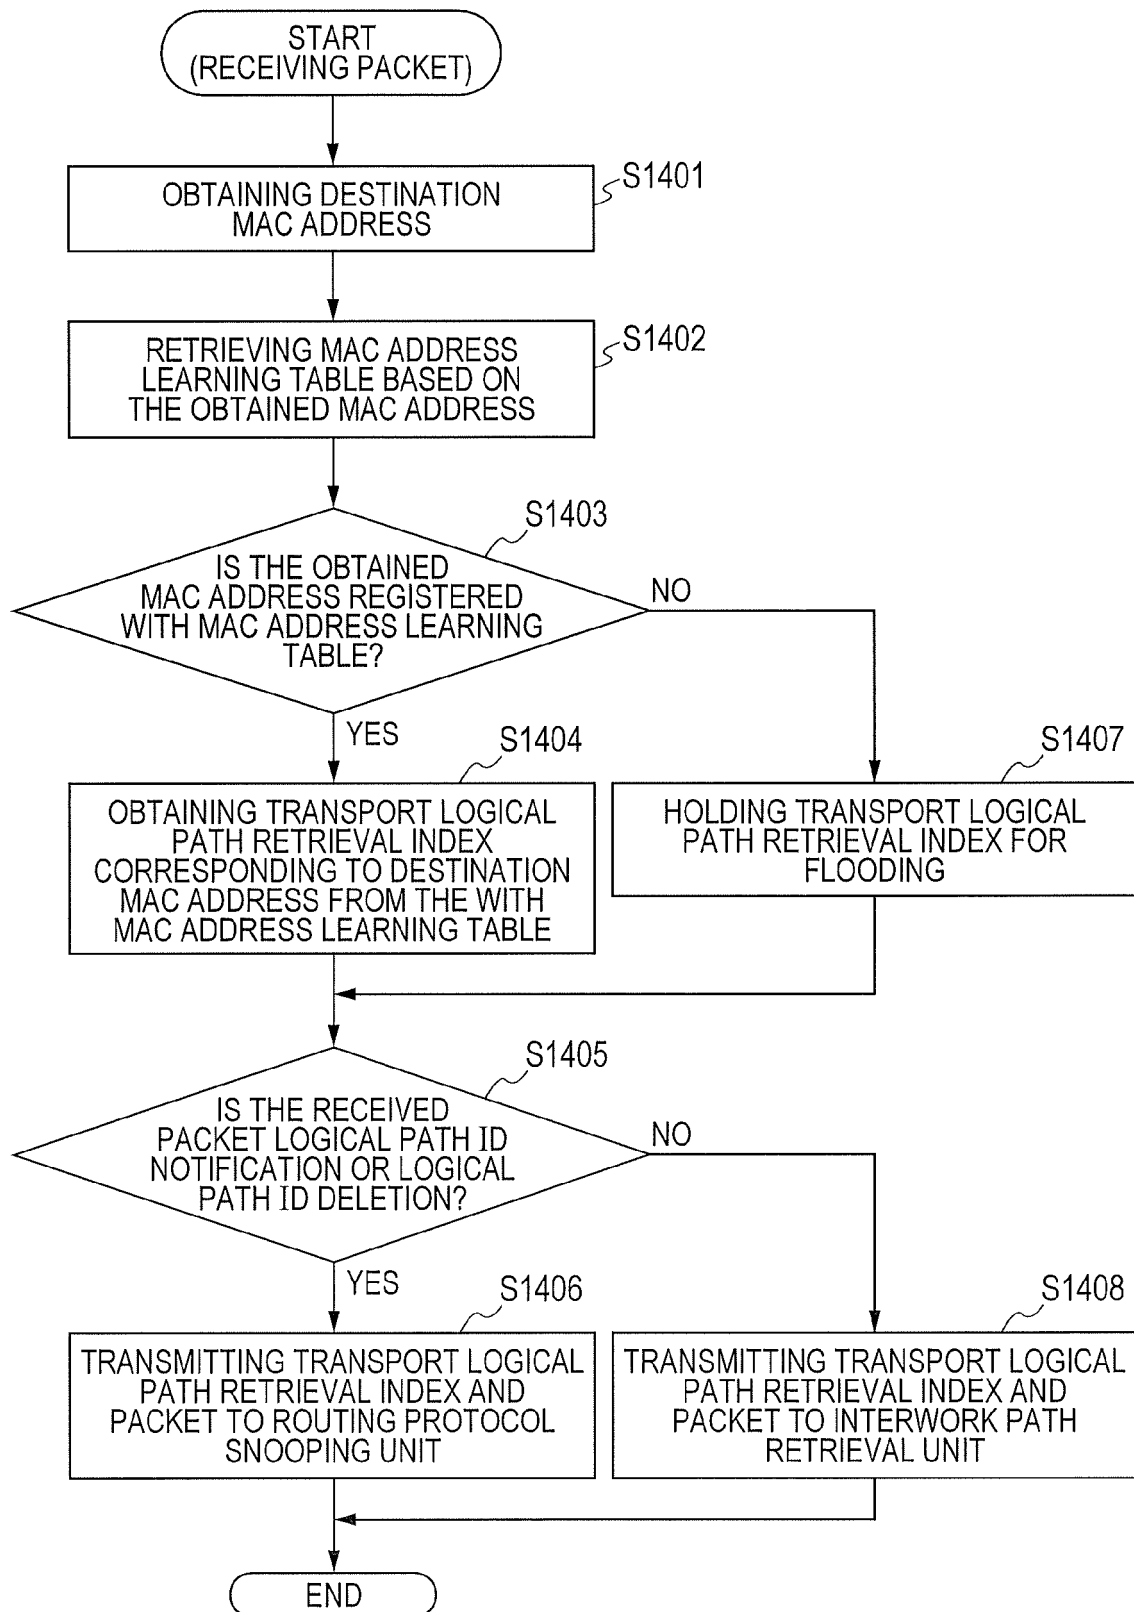 START
(RECEIVING PACKET)
S1401
OBTAINING DESTINATION
MAC ADDRESS
S1402
RETRIEVING MAC ADDRESS
LEARNING TABLE BASED ON
THE OBTAINED MAC ADDRESS
S1403
IS THE OBTAINED
MAC ADDRESS REGISTERED
WITH MAC ADDRESS LEARNING
TABLE?
NO
YES
S1404
OBTAINING TRANSPORT LOGICAL
PATH RETRIEVAL INDEX
CORRESPONDING TO DESTINATION
MAC ADDRESS FROM THE WITH
MAC ADDRESS LEARNING TABLE
S1407
HOLDING TRANSPORT LOGICAL
PATH RETRIEVAL INDEX FOR
FLOODING
S1405
IS THE RECEIVED
PACKET LOGICAL PATH ID
NOTIFICATION OR LOGICAL
PATH ID DELETION?
NO
YES
S1406
TRANSMITTING TRANSPORT LOGICAL
PATH RETRIEVAL INDEX AND
PACKET TO ROUTING PROTOCOL
SNOOPING UNIT
S1408
TRANSMITTING TRANSPORT LOGICAL
PATH RETRIEVAL INDEX AND
PACKET TO INTERWORK PATH
RETRIEVAL UNIT
END